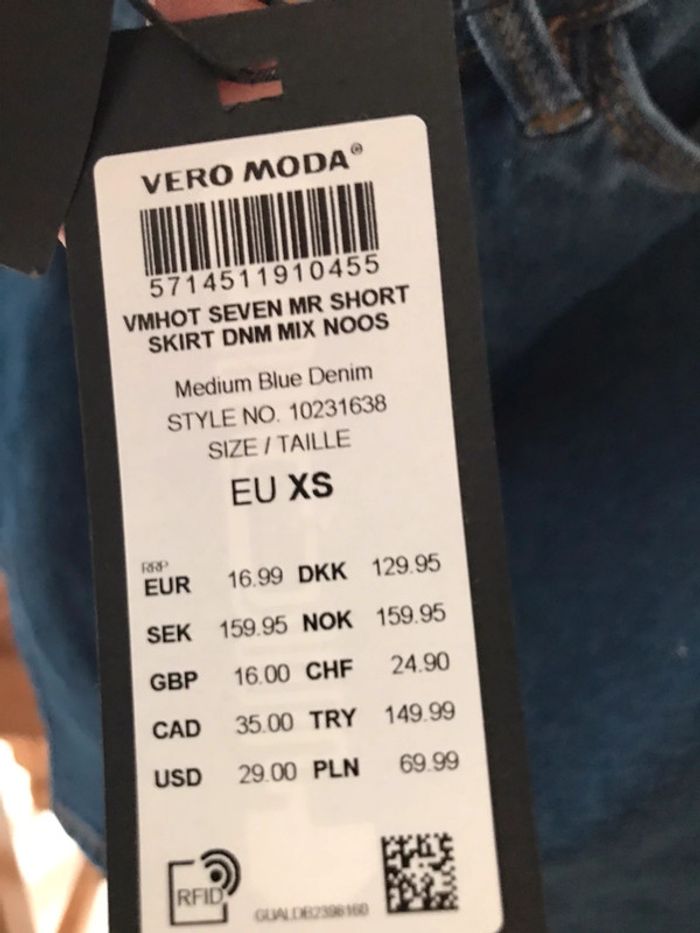 VERO MODA®
5714511910455
VMHOT SEVEN MR SHORT
SKIRT DNM MIX NOOS
Medium Blue Denim
STYLE NO. 10231638
SIZE / TAILLE
EU XS
RRP
EUR 16.99 DKK 129.95
SEK 159.95 NOK 159.95
GBP 16.00 CHF 24.90
CAD 35.00 TRY 149.99
USD 29.00 PLN 69.99
RFID